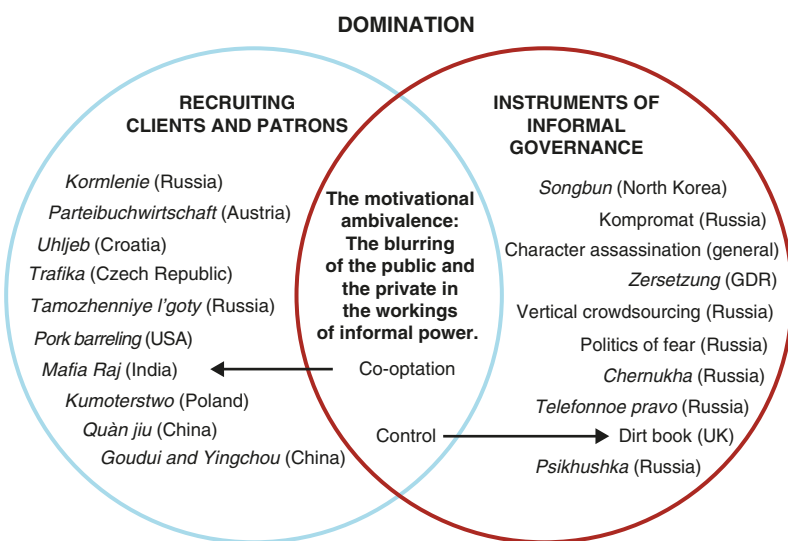 DOMINATION
RECRUITING
CLIENTS AND PATRONS
Kormlenie (Russia)
Parteibuchwirtschaft (Austria)
Uhljeb (Croatia)
Trafika (Czech Republic)
Tamozhenniye l'goty (Russia)
Pork barreling (USA)
Mafia Raj (India)
Kumoterstwo (Poland)
Quàn jiu (China)
Goudui and Yingchou (China)
The motivational
ambivalence:
The blurring
of the public and
the private in
the workings
of informal power.
Co-optation
Control
INSTRUMENTS OF
INFORMAL
GOVERNANCE
Songbun (North Korea)
Kompromat (Russia)
Character assassination (general)
Zersetzung (GDR)
Vertical crowdsourcing (Russia)
Politics of fear (Russia)
Chernukha (Russia)
Telefonnoe pravo (Russia)
Dirt book (UK)
Psikhushka (Russia)